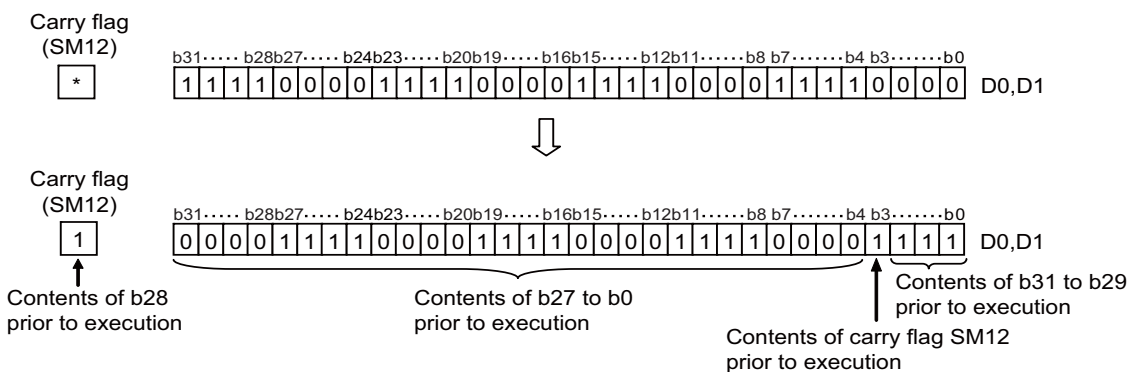 Carry flag
(SM12)
b31····· b28b27····· b24b23····· b20b19····· b16b15····· b12b11······b8 b7······ b4 b3·······b0
* 1 1 1 1 0 0 0 0 1 1 1 1 0 0 0 0 1 1 1 1 0 0 0 0 1 1 1 1 0 0 0 0 D0,D1
Carry flag
(SM12)
b31····· b28b27····· b24b23····· b20b19····· b16b15····· b12b11······b8 b7······ b4 b3·······b0
1 0 0 0 0 1 1 1 1 0 0 0 0 1 1 1 1 0 0 0 0 1 1 1 1 0 0 0 0 1 1 1 1 D0,D1
Contents of b28
prior to execution
Contents of b27 to b0
prior to execution
Contents of b31 to b29
prior to execution
Contents of carry flag SM12
prior to execution